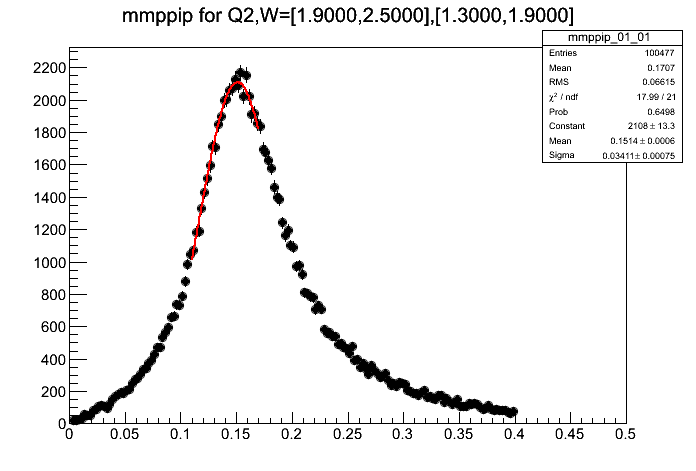 mmppip for Q2,W=[1.9000,2.5000],[1.3000,1.9000]
mmppip_01_01
Entries 100477
Mean 0.1707
RMS 0.06615
χ² / ndf 17.99 / 21
Prob 0.6498
Constant 2108 ± 13.3
Mean 0.1514 ± 0.0006
Sigma 0.03411 ± 0.00075
2200
2000
1800
1600
1400
1200
1000
800
600
400
200
0
0 0.05 0.1 0.15 0.2 0.25 0.3 0.35 0.4 0.45 0.5